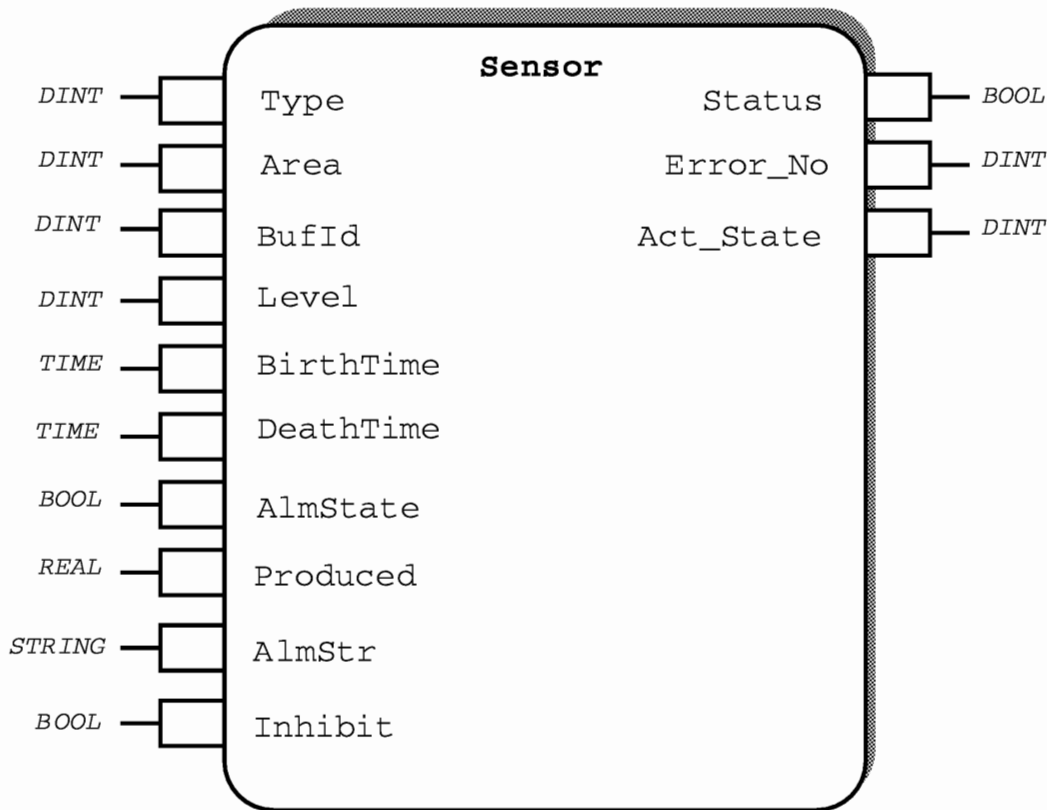 Sensor
DINT Type Status BOOL
DINT Area Error_No DINT
DINT BufId Act_State DINT
DINT Level
TIME BirthTime
TIME DeathTime
BOOL AlmState
REAL Produced
STRING AlmStr
BOOL Inhibit